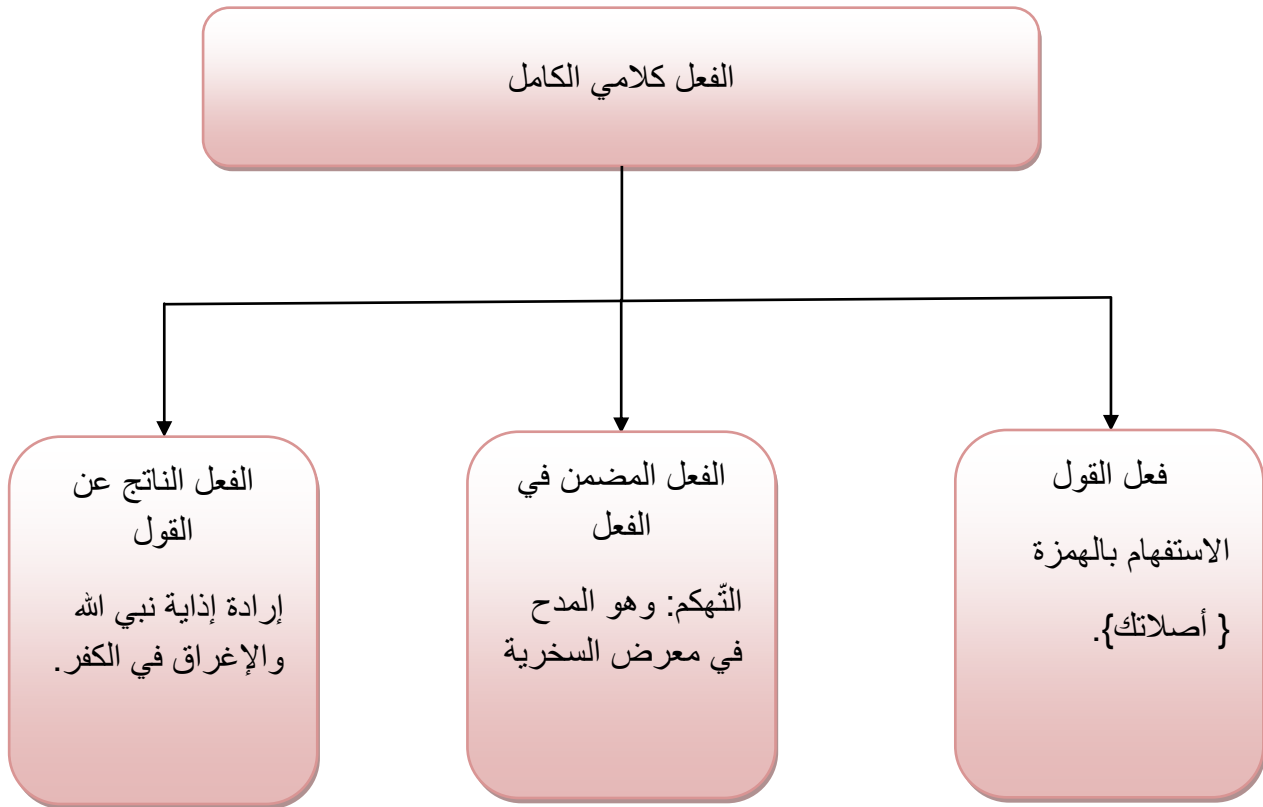 الفعل كلامي الكامل
فعل القول
الاستفهام بالهمزة
{ أصلاتك}.
الفعل المضمن في
الفعل
التّهكم: وهو المدح
في معرض السخرية
الفعل الناتج عن
القول
إرادة إذاية نبي الله
والإغراق في الكفر.